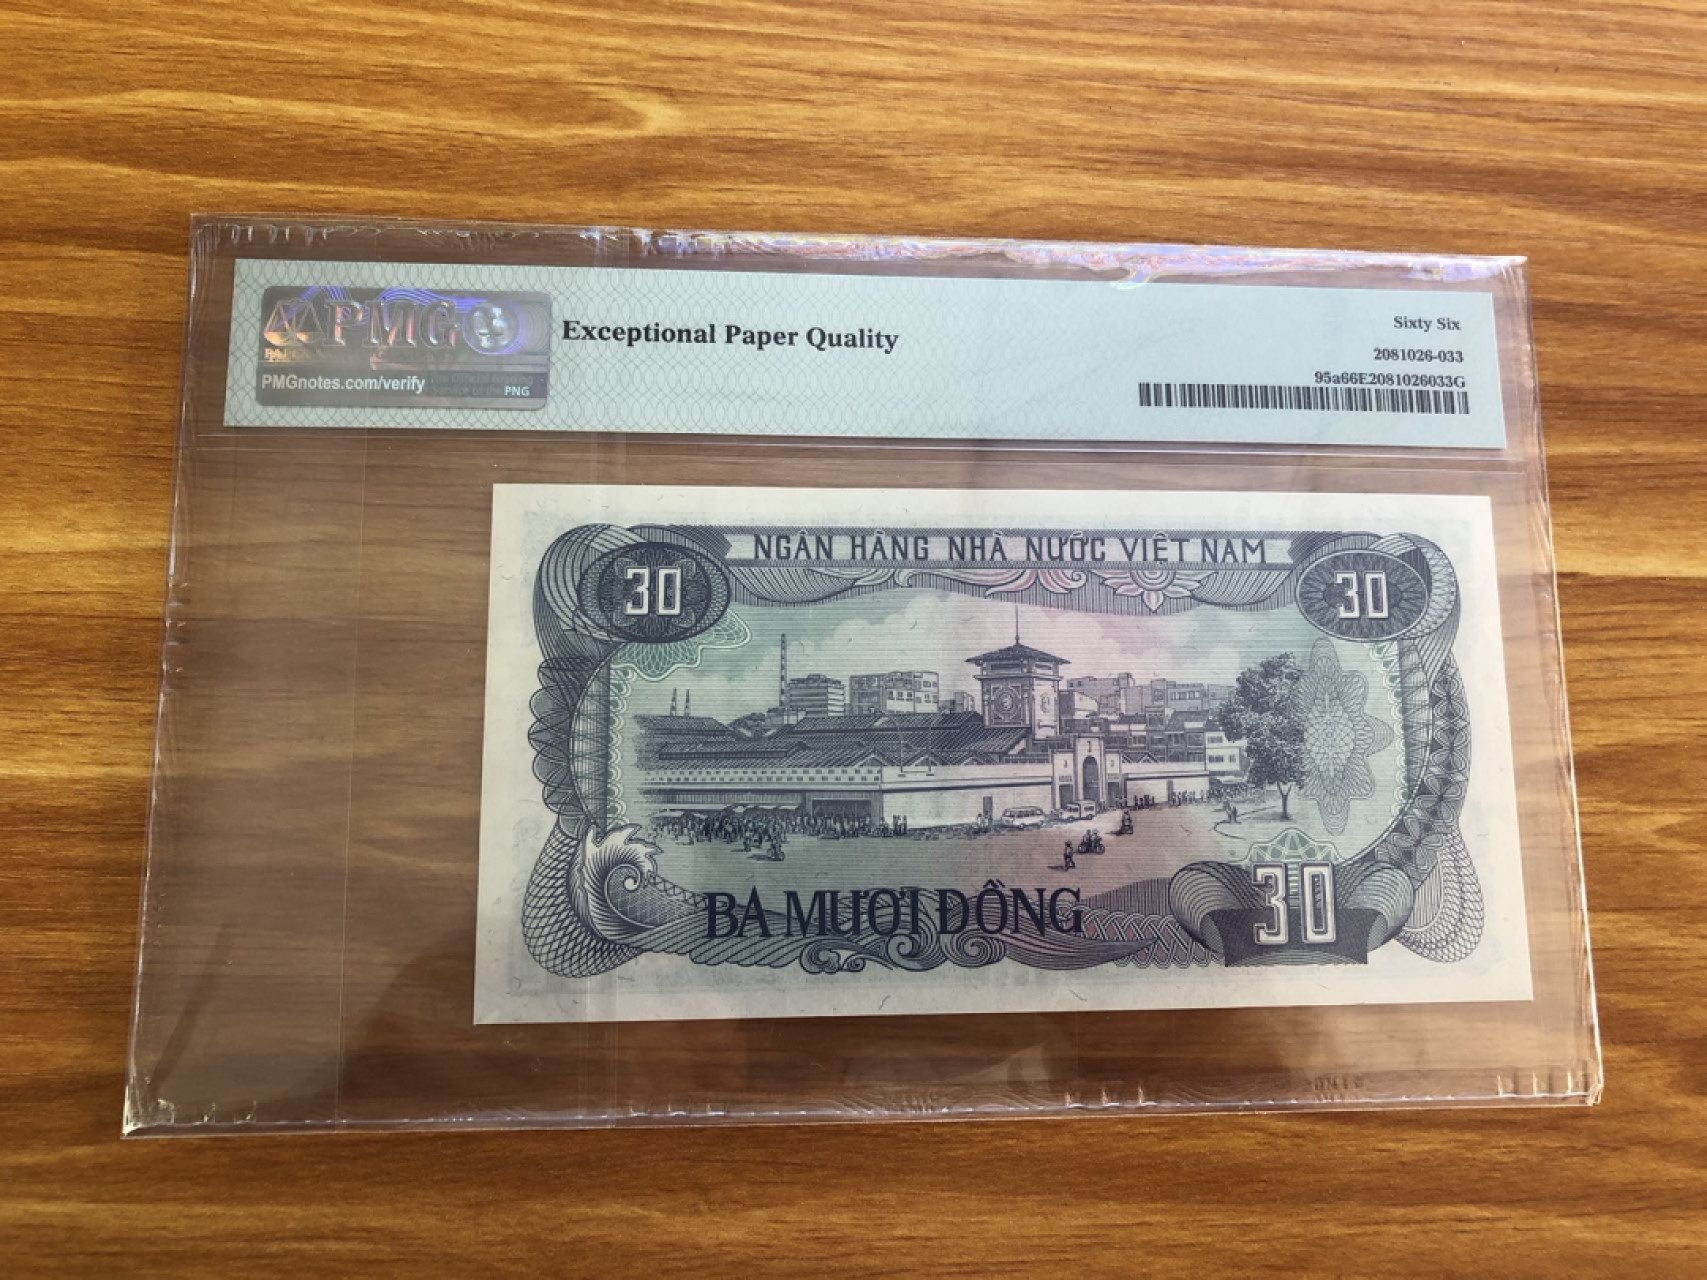 PMG
PMGnotes.com/verify
PNG
Exceptional Paper Quality
Sixty Six
2081026-033
95a66E2081026033G
NGÂN HÀNG NHÀ NƯỚC VIỆT NAM
30
30
BA MƯƠI ĐỒNG
30